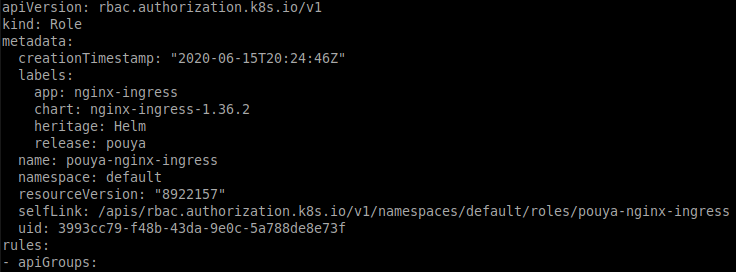 apiVersion: rbac.authorization.k8s.io/v1
kind: Role
metadata:
  creationTimestamp: "2020-06-15T20:24:46Z"
  labels:
    app: nginx-ingress
    chart: nginx-ingress-1.36.2
    heritage: Helm
    release: pouya
  name: pouya-nginx-ingress
  namespace: default
  resourceVersion: "8922157"
  selfLink: /apis/rbac.authorization.k8s.io/v1/namespaces/default/roles/pouya-nginx-ingress
  uid: 3993cc79-f48b-43da-9e0c-5a788de8e73f
rules:
- apiGroups: